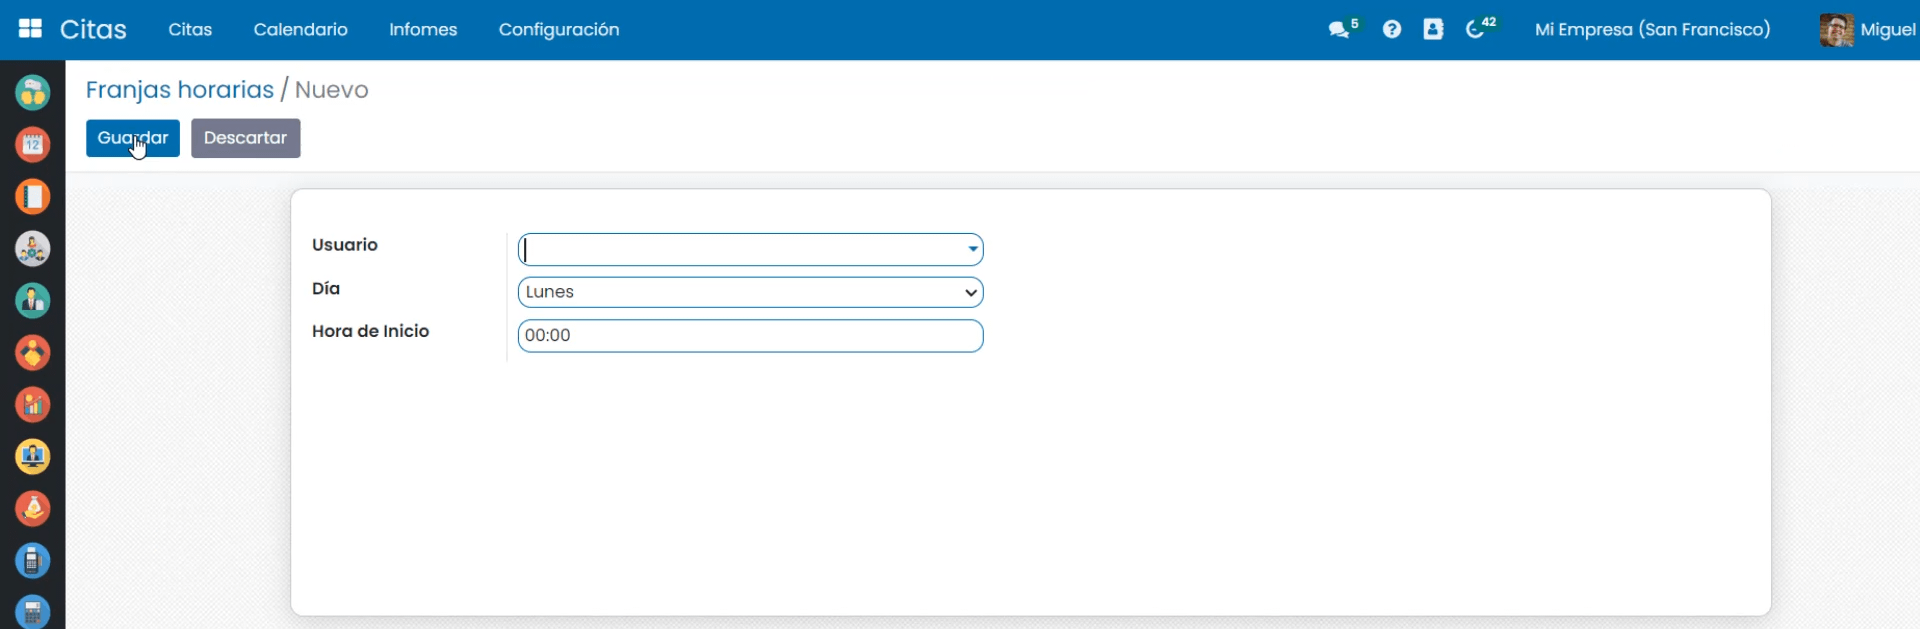 Citas Citas Calendario Infomes Configuración 5 42 Mi Empresa (San Francisco) Miguel
12
Franjas horarias / Nuevo
Guardar Descartar
Usuario
Día Lunes
Hora de Inicio 00:00